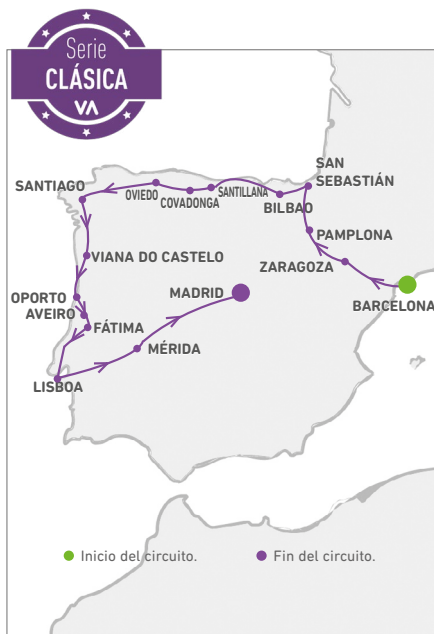 Serie
CLÁSICA
VA
SAN
SEBASTIÁN
SANTIAGO
OVIEDO
COVADONGA
SANTILLANA
BILBAO
PAMPLONA
VIANA DO CASTELO
ZARAGOZA
MADRID
OPORTO
AVEIRO
BARCELONA
FÁTIMA
MÉRIDA
LISBOA
Inicio del circuito.
Fin del circuito.